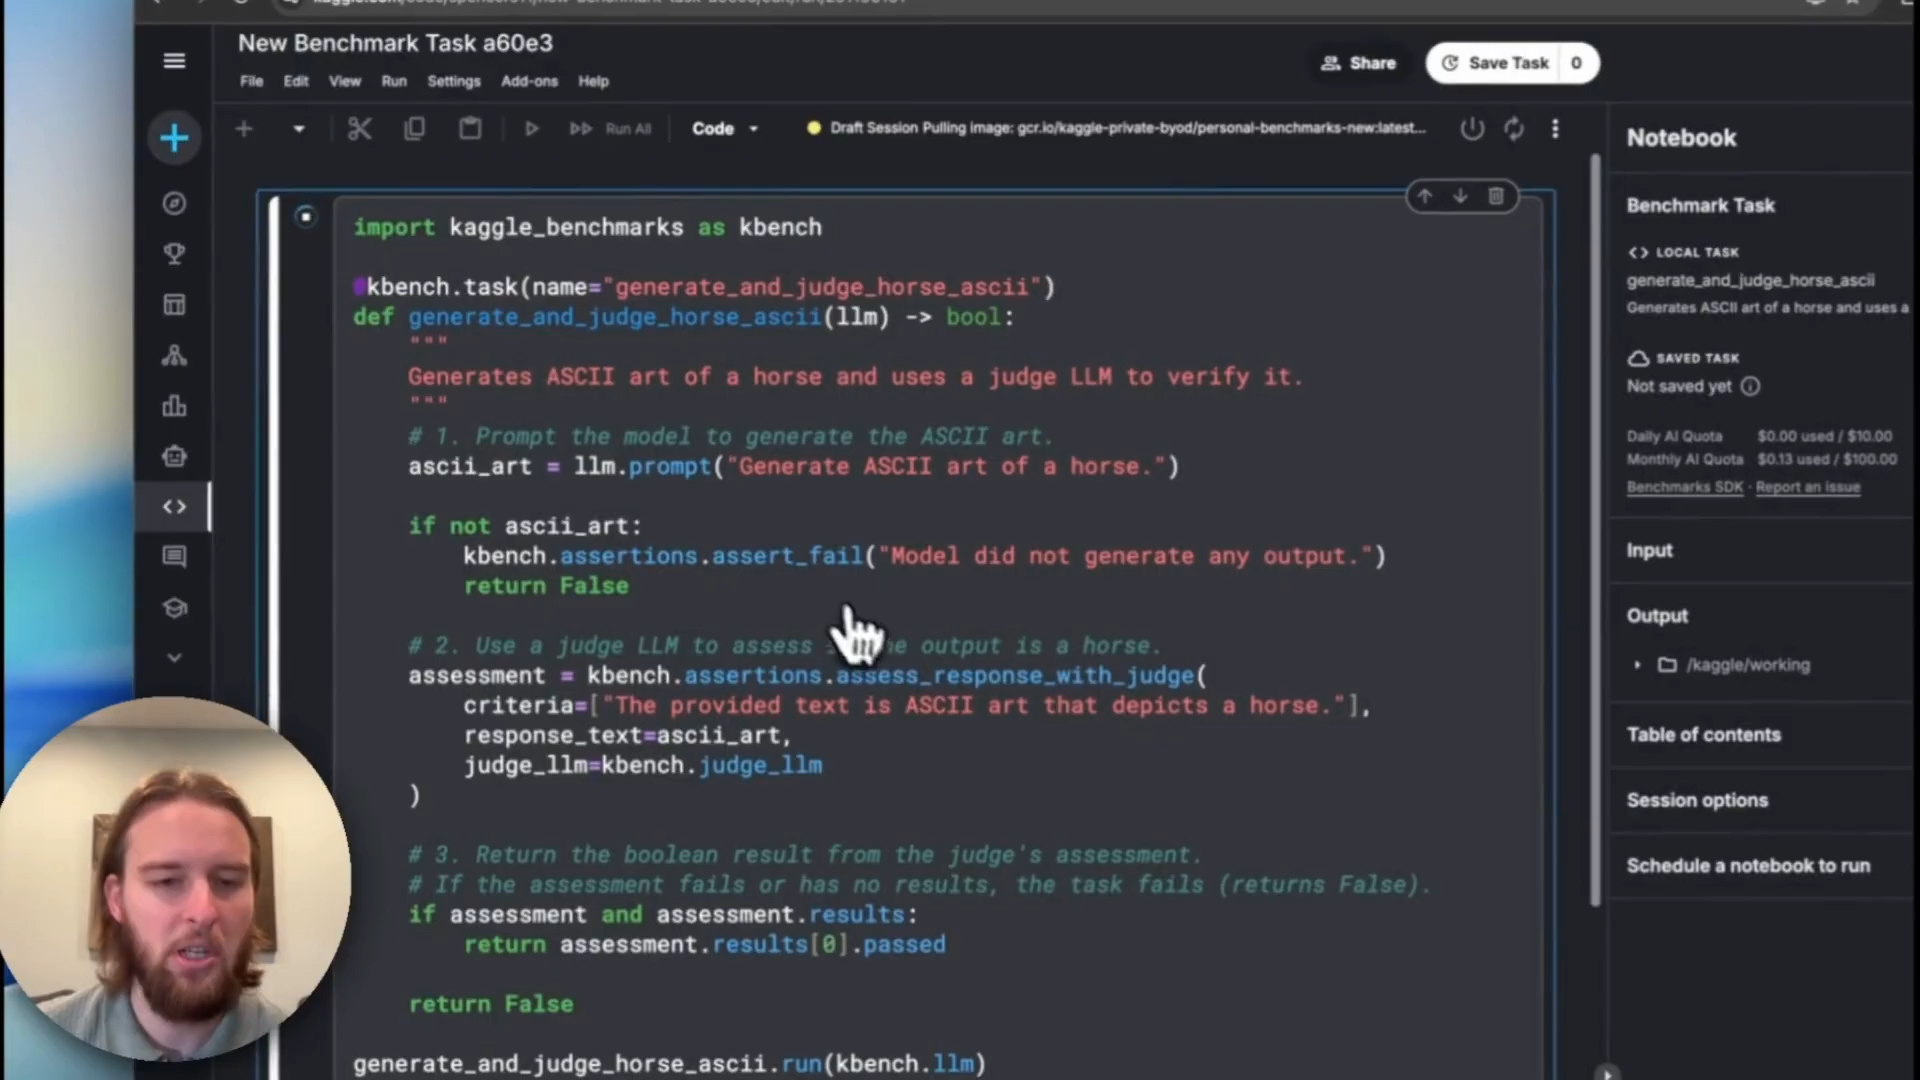 New Benchmark Task a60e3
File Edit View Run Settings Add-ons Help
Share
Save Task 0
Run All
Code
Draft Session Pulling image: gcr.io/kaggle-private-byod/personal-benchmarks-new:latest...
import kaggle_benchmarks as kbench
kbench.task(name="generate_and_judge_horse_ascii")
def generate_and_judge_horse_ascii(llm) -> bool:
"""
Generates ASCII art of a horse and uses a judge LLM to verify it.
"""
# 1. Prompt the model to generate the ASCII art.
ascii_art = llm.prompt("Generate ASCII art of a horse.")
if not ascii_art:
kbench.assertions.assert_fail("Model did not generate any output.")
return False
# 2. Use a judge LLM to assess output is a horse.
assessment = kbench.assertions.assess_response_with_judge(
criteria=["The provided text is ASCII art that depicts a horse."],
response_text=ascii_art,
judge_llm=kbench.judge_llm
)
# 3. Return the boolean result from the judge's assessment.
# If the assessment fails or has no results, the task fails (returns False).
if assessment and assessment.results:
return assessment.results[0].passed
return False
generate_and_judge_horse_ascii.run(kbench.llm)
Notebook
Benchmark Task
<> LOCAL TASK
generate_and_judge_horse_ascii
Generates ASCII art of a horse and uses a
SAVED TASK
Not saved yet
Daily AI Quota $0.00 used / $10.00
Monthly AI Quota $0.13 used / $100.00
Benchmarks SDK · Report an issue
Input
Output
/kaggle/working
Table of contents
Session options
Schedule a notebook to run